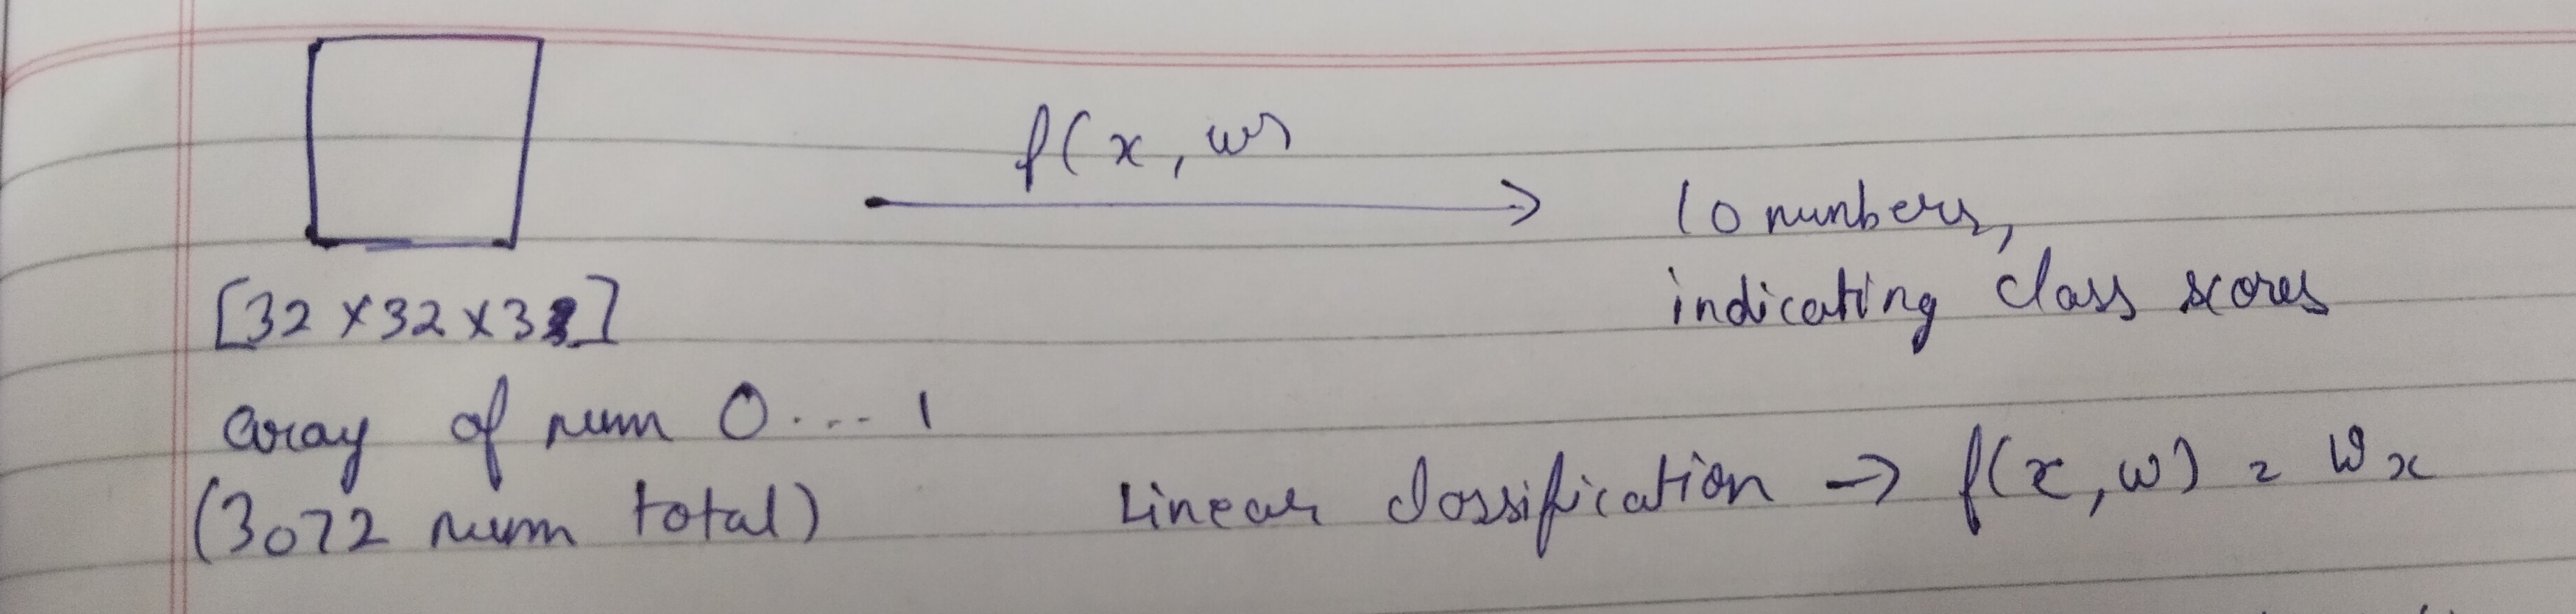 f(x, w)
10 numbers,
indicating class scores
[32 x 32 x 3]
array of num 0... 1
(3072 num total)
Linear classification → f(x, w) = Wx